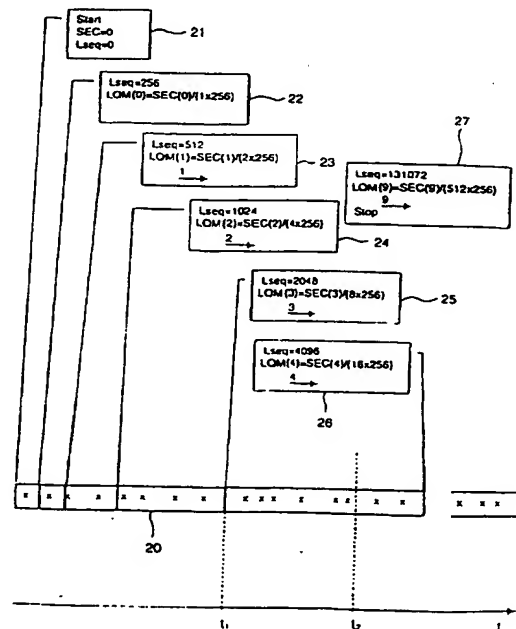 Start
SEC=0
Lseq=0
21
Lseq=256
LOM(0)=SEC(0)/(1x256)
22
27
Lseq=512
LOM(1)=SEC(1)/(2x256)
1
23
Lseq=131072
LOM(9)=SEC(9)/(512x256)
9
Stop
Lseq=1024
LOM(2)=SEC(2)/(4x256)
2
24
Lseq=2048
LOM(3)=SEC(3)/(8x256)
3
25
Lseq=4096
LOM(4)=SEC(4)/(16x256)
4
26
x x x x x x x x x x x x x x x x x x x
20
t₁ t₂ t